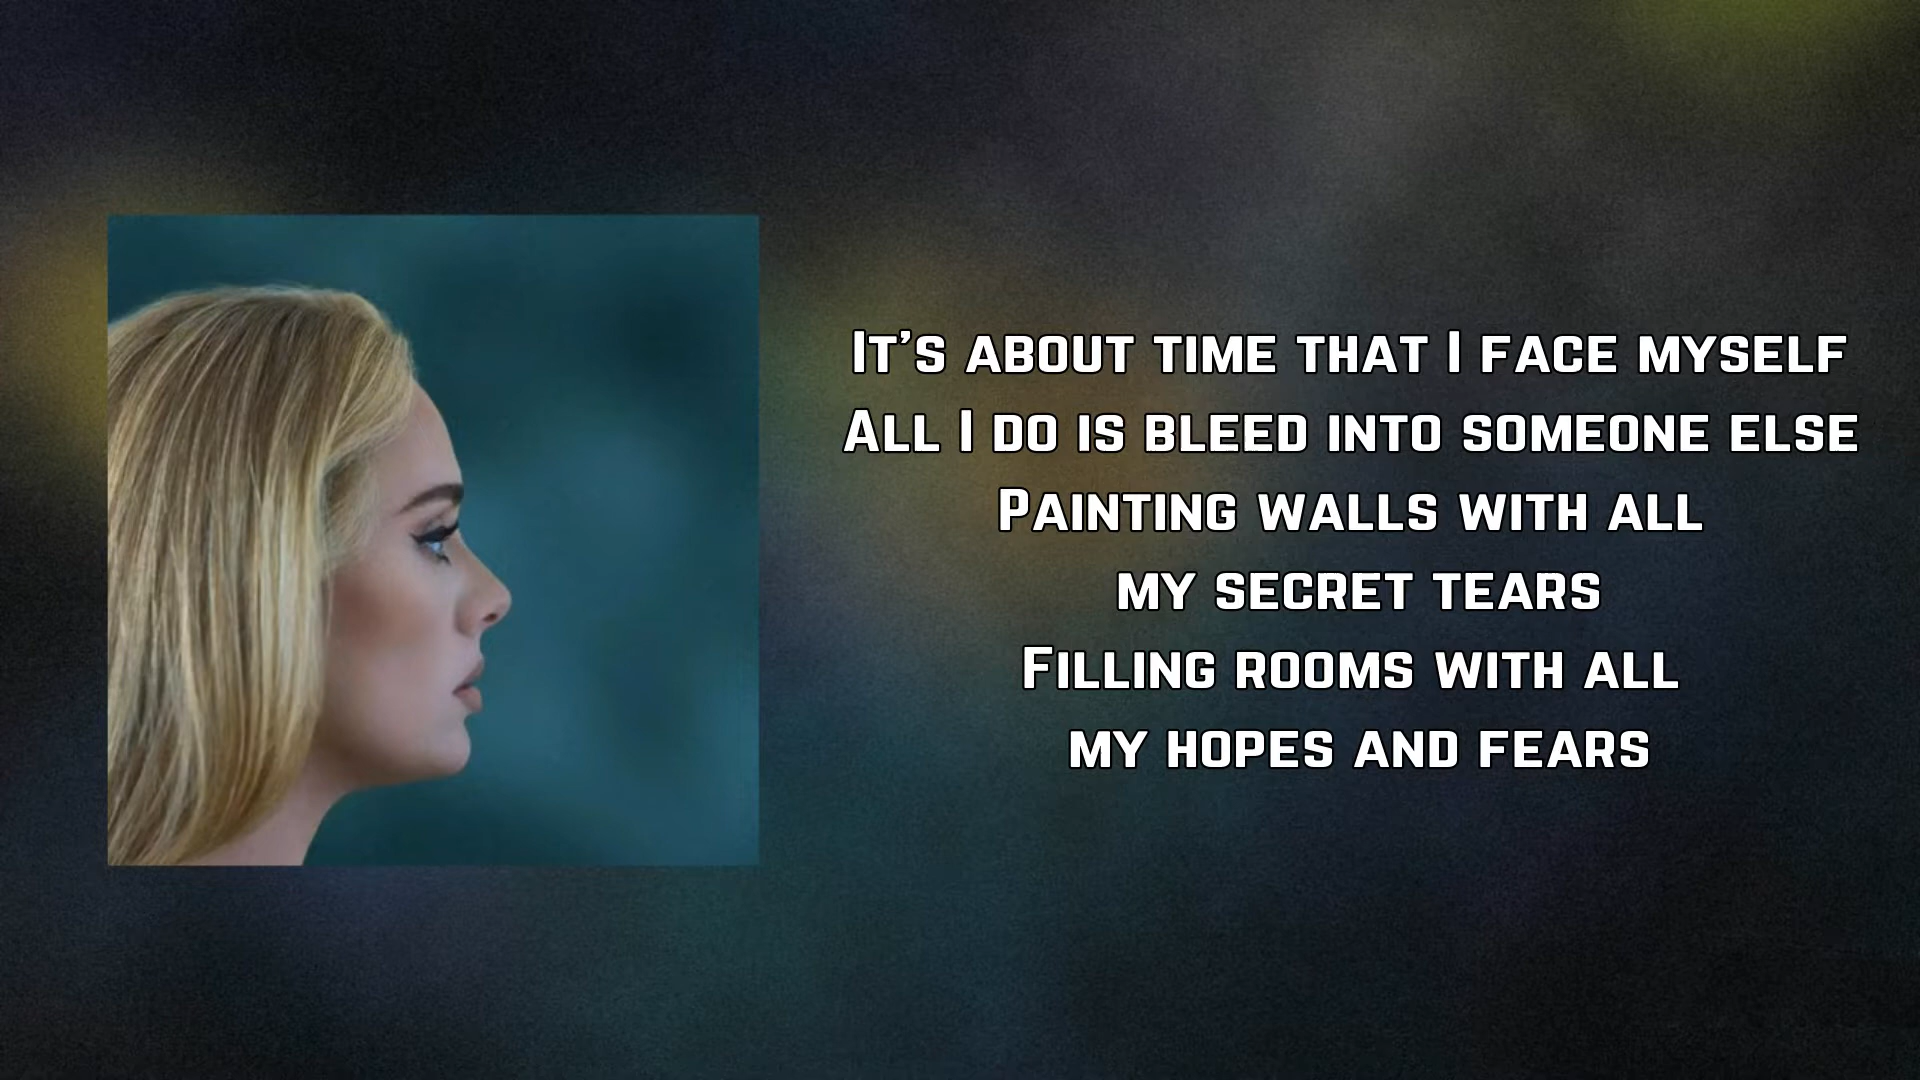 It's about time that I face myself
All I do is bleed into someone else
Painting walls with all
my secret tears
Filling rooms with all
my hopes and fears